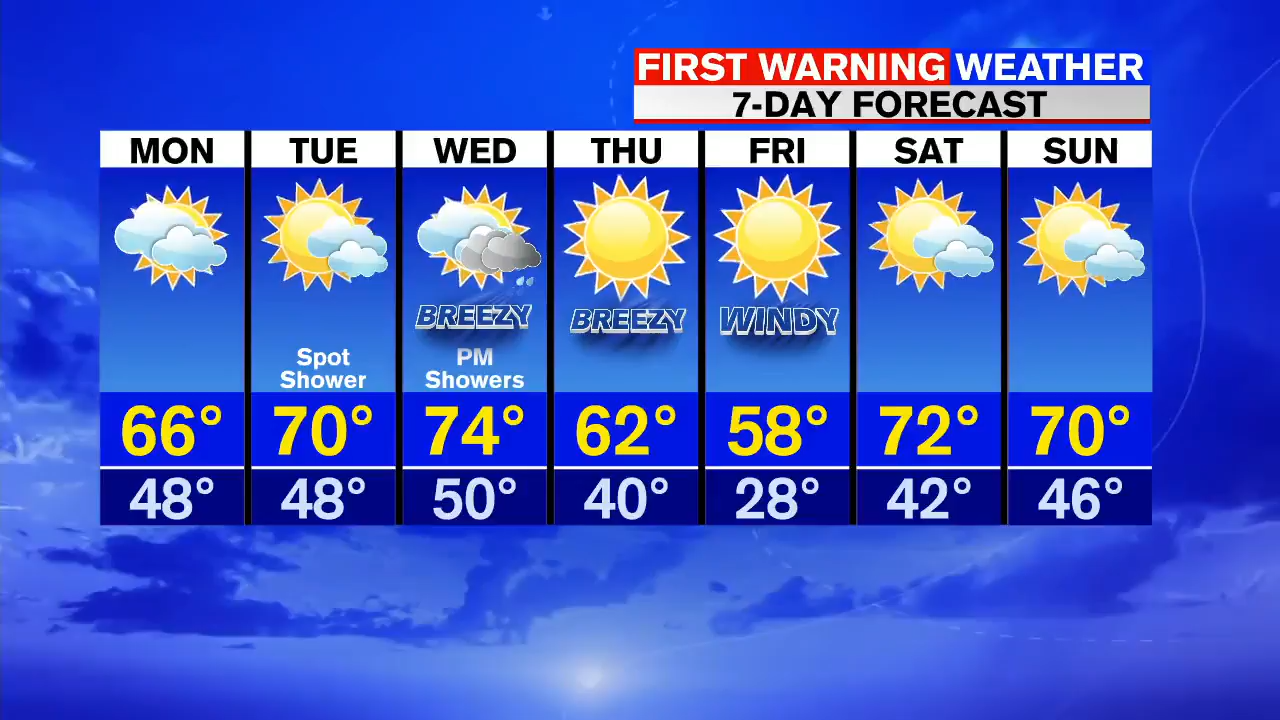 FIRST WARNING WEATHER
7-DAY FORECAST
MON TUE WED THU FRI SAT SUN
BREEZY BREEZY WINDY
Spot Shower PM Showers
66° 70° 74° 62° 58° 72° 70°
48° 48° 50° 40° 28° 42° 46°